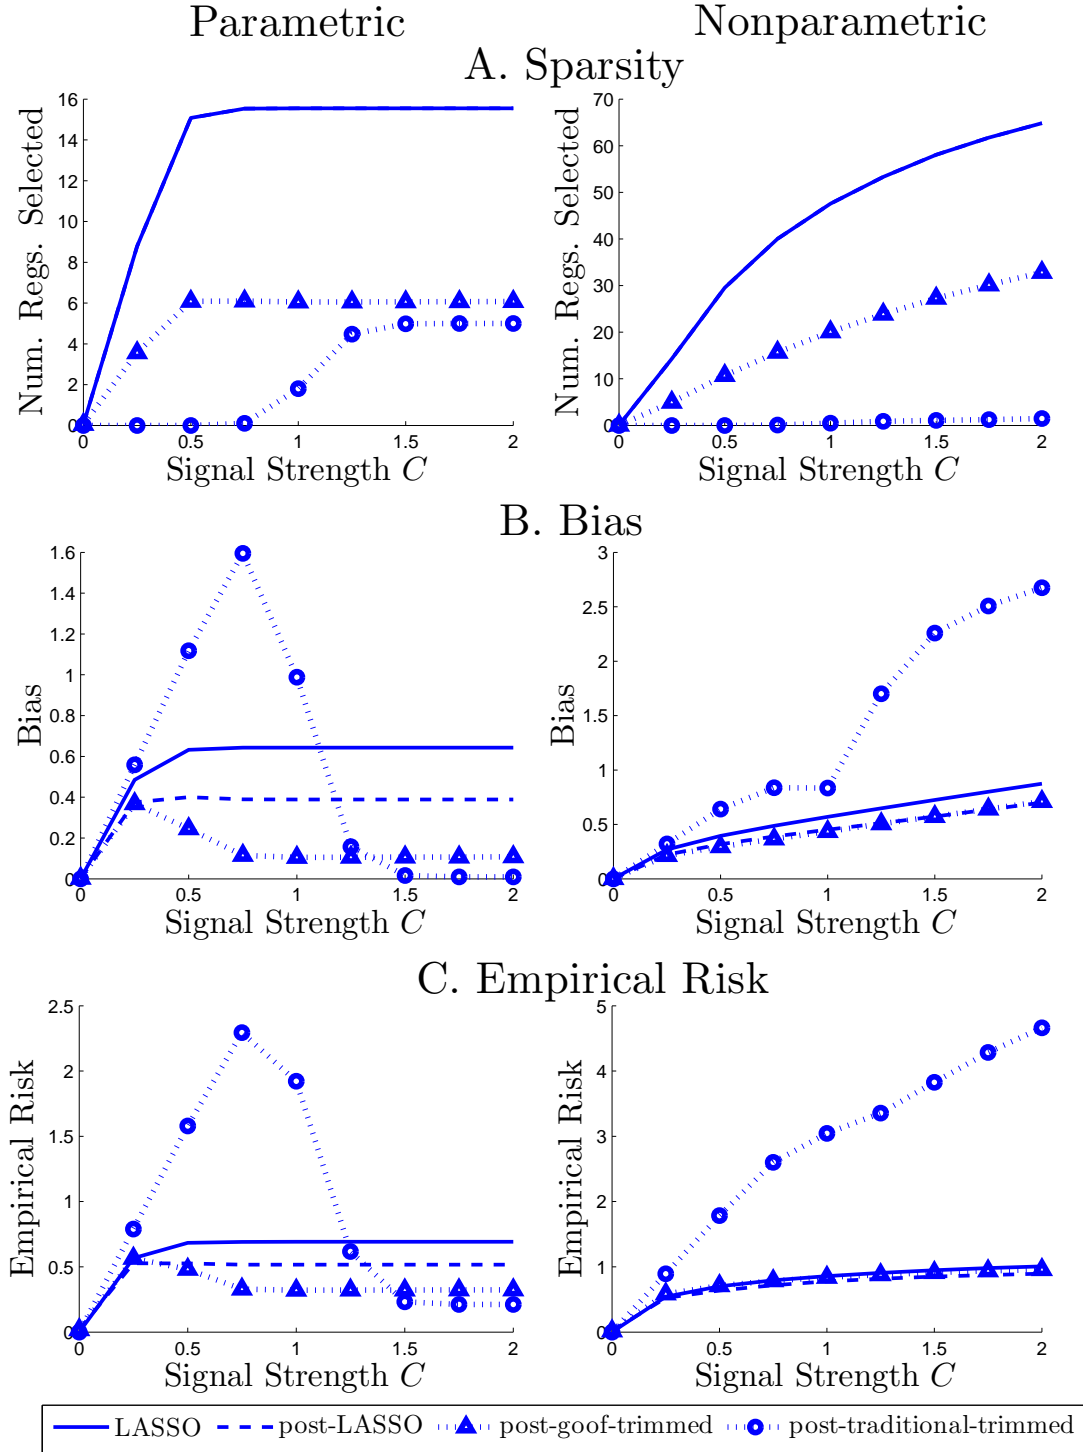 Parametric
Nonparametric
A. Sparsity
Num. Regs. Selected
16
14
12
10
8
6
4
2
0
0 0.5 1 1.5 2
Signal Strength C
Num. Regs. Selected
70
60
50
40
30
20
10
0
0 0.5 1 1.5 2
Signal Strength C
B. Bias
Bias
1.6
1.4
1.2
1
0.8
0.6
0.4
0.2
0
0 0.5 1 1.5 2
Signal Strength C
Bias
3
2.5
2
1.5
1
0.5
0
0 0.5 1 1.5 2
Signal Strength C
C. Empirical Risk
Empirical Risk
2.5
2
1.5
1
0.5
0
0 0.5 1 1.5 2
Signal Strength C
Empirical Risk
5
4
3
2
1
0
0 0.5 1 1.5 2
Signal Strength C
LASSO post-LASSO post-goof-trimmed post-traditional-trimmed